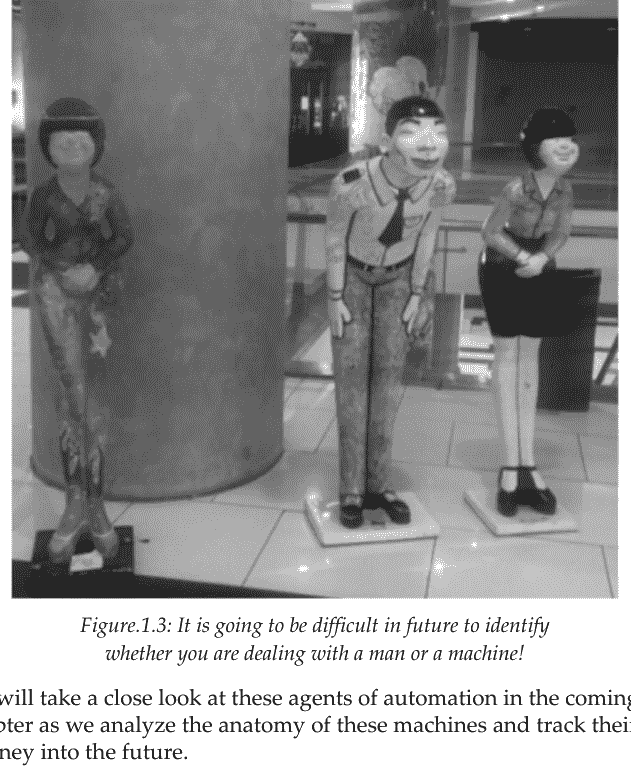 Figure.1.3: It is going to be difficult in future to identify
whether you are dealing with a man or a machine!
will take a close look at these agents of automation in the coming
as we analyze the anatomy of these machines and track
into the future.